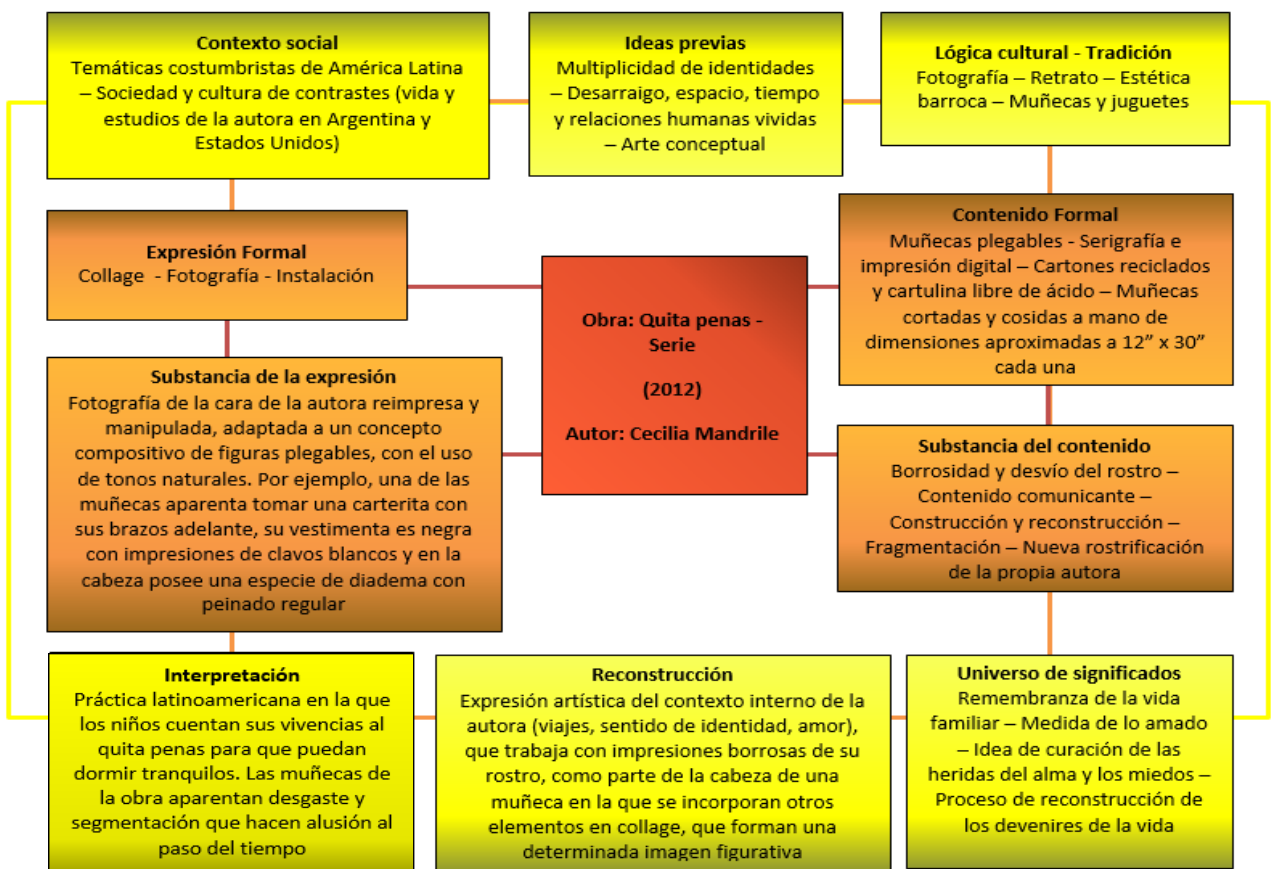 Contexto social
Temáticas costumbristas de América Latina
– Sociedad y cultura de contrastes (vida y
estudios de la autora en Argentina y
Estados Unidos)
Ideas previas
Multiplicidad de identidades
– Desarraigo, espacio, tiempo
y relaciones humanas vividas
– Arte conceptual
Lógica cultural - Tradición
Fotografía – Retrato – Estética
barroca – Muñecas y juguetes
Expresión Formal
Collage - Fotografía - Instalación
Obra: Quita penas -
Serie
(2012)
Autor: Cecilia Mandrile
Contenido Formal
Muñecas plegables - Serigrafía e
impresión digital – Cartones reciclados
y cartulina libre de ácido – Muñecas
cortadas y cosidas a mano de
dimensiones aproximadas a 12” x 30”
cada una
Substancia de la expresión
Fotografía de la cara de la autora reimpresa y
manipulada, adaptada a un concepto
compositivo de figuras plegables, con el uso
de tonos naturales. Por ejemplo, una de las
muñecas aparenta tomar una carterita con
sus brazos adelante, su vestimenta es negra
con impresiones de clavos blancos y en la
cabeza posee una especie de diadema con
peinado regular
Substancia del contenido
Borrosidad y desvío del rostro –
Contenido comunicante –
Construcción y reconstrucción –
Fragmentación – Nueva rostrificación
de la propia autora
Interpretación
Práctica latinoamericana en la que
los niños cuentan sus vivencias al
quita penas para que puedan
dormir tranquilos. Las muñecas de
la obra aparentan desgaste y
segmentación que hacen alusión al
paso del tiempo
Reconstrucción
Expresión artística del contexto interno de la
autora (viajes, sentido de identidad, amor),
que trabaja con impresiones borrosas de su
rostro, como parte de la cabeza de una
muñeca en la que se incorporan otros
elementos en collage, que forman una
determinada imagen figurativa
Universo de significados
Remembranza de la vida
familiar – Medida de lo amado
– Idea de curación de las
heridas del alma y los miedos –
Proceso de reconstrucción de
los devenires de la vida